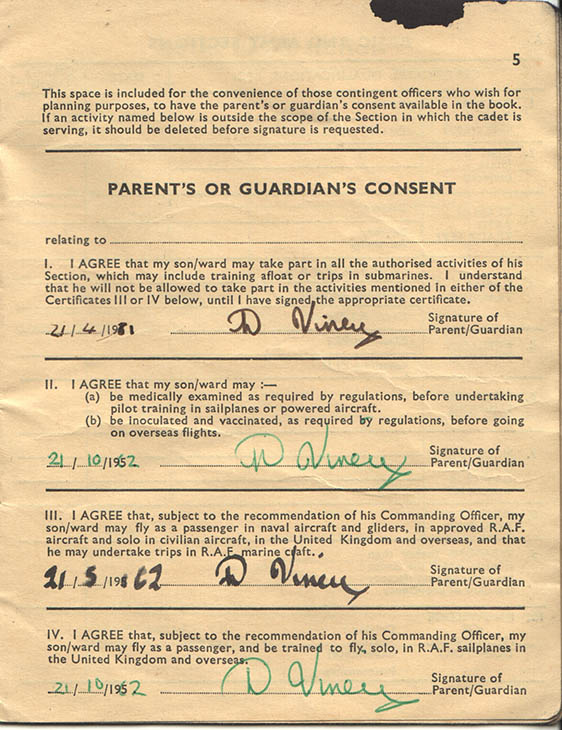 5
This space is included for the convenience of those contingent officers who wish for
planning purposes, to have the parent's or guardian's consent available in the book.
If an activity named below is outside the scope of the Section in which the cadet is
serving, it should be deleted before signature is requested.
PARENT'S OR GUARDIAN'S CONSENT
relating to
I. I AGREE that my son/ward may take part in all the authorised activities of his
Section, which may include training afloat or trips in submarines. I understand
that he will not be allowed to take part in the activities mentioned in either of the
Certificates III or IV below, until I have signed the appropriate certificate.
21/4/19 D Viney Signature of
Parent/Guardian
II. I AGREE that my son/ward may :—
(a) be medically examined as required by regulations, before undertaking
pilot training in sailplanes or powered aircraft.
(b) be inoculated and vaccinated, as required by regulations, before going
on overseas flights.
21/10/1962 D Viney Signature of
Parent/Guardian
III. I AGREE that, subject to the recommendation of his Commanding Officer, my
son/ward may fly as a passenger in naval aircraft and gliders, in approved R.A.F.
aircraft and solo in civilian aircraft, in the United Kingdom and overseas, and that
he may undertake trips in R.A.F. marine craft.
21/5/19 62 D Viney Signature of
Parent/Guardian
IV. I AGREE that, subject to the recommendation of his Commanding Officer, my
son/ward may fly as a passenger, and be trained to fly, solo, in R.A.F. sailplanes in
the United Kingdom and overseas.
21/10/1962 D Viney Signature of
Parent/Guardian